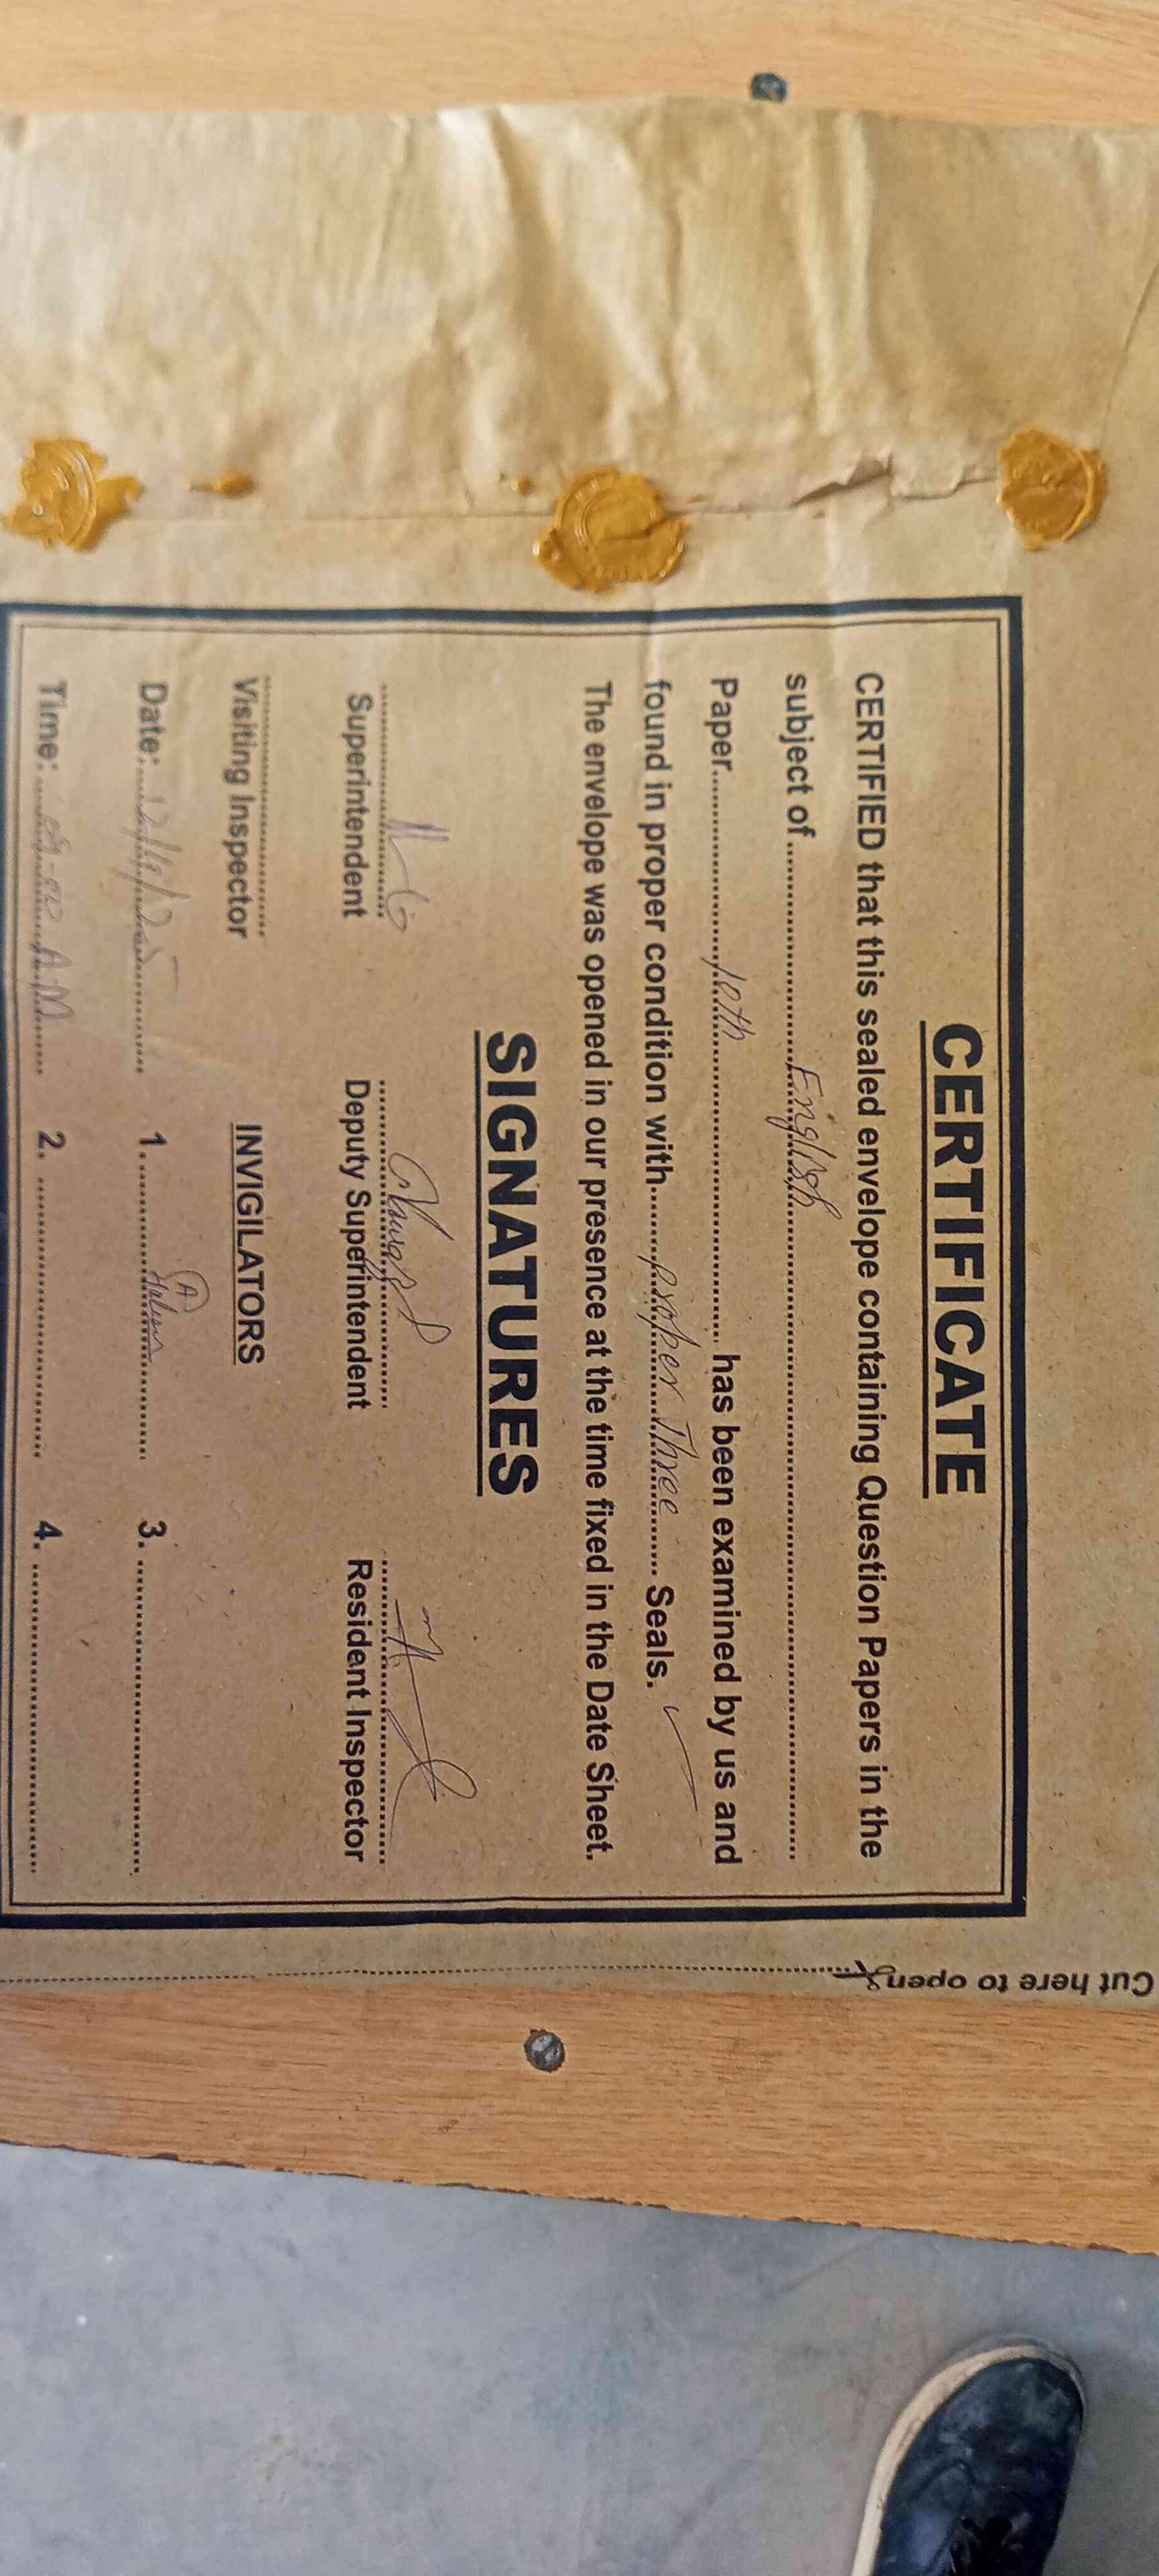 CERTIFICATE
CERTIFIED that this sealed envelope containing Question Papers in the
subject of........English........
Paper........10th........ has been examined by us and
found in proper condition with........proper Three........ Seals.
The envelope was opened in our presence at the time fixed in the Date Sheet.
SIGNATURES
Superintendent Deputy Superintendent Resident Inspector
Visiting Inspector INVIGILATORS
Date:........ 1......... 3. ........
Time:........ A.M........ 2. ........ 4. ........
Cut here to open